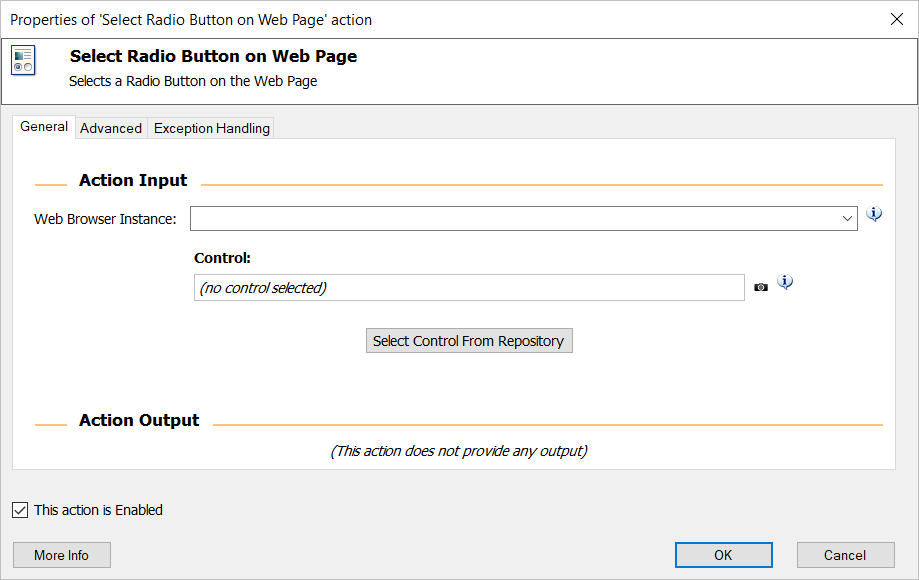 Properties of 'Select Radio Button on Web Page' action
Select Radio Button on Web Page
Selects a Radio Button on the Web Page
General Advanced Exception Handling
Action Input
Web Browser Instance:
Control:
(no control selected)
Select Control From Repository
Action Output
(This action does not provide any output)
This action is Enabled
More Info OK Cancel